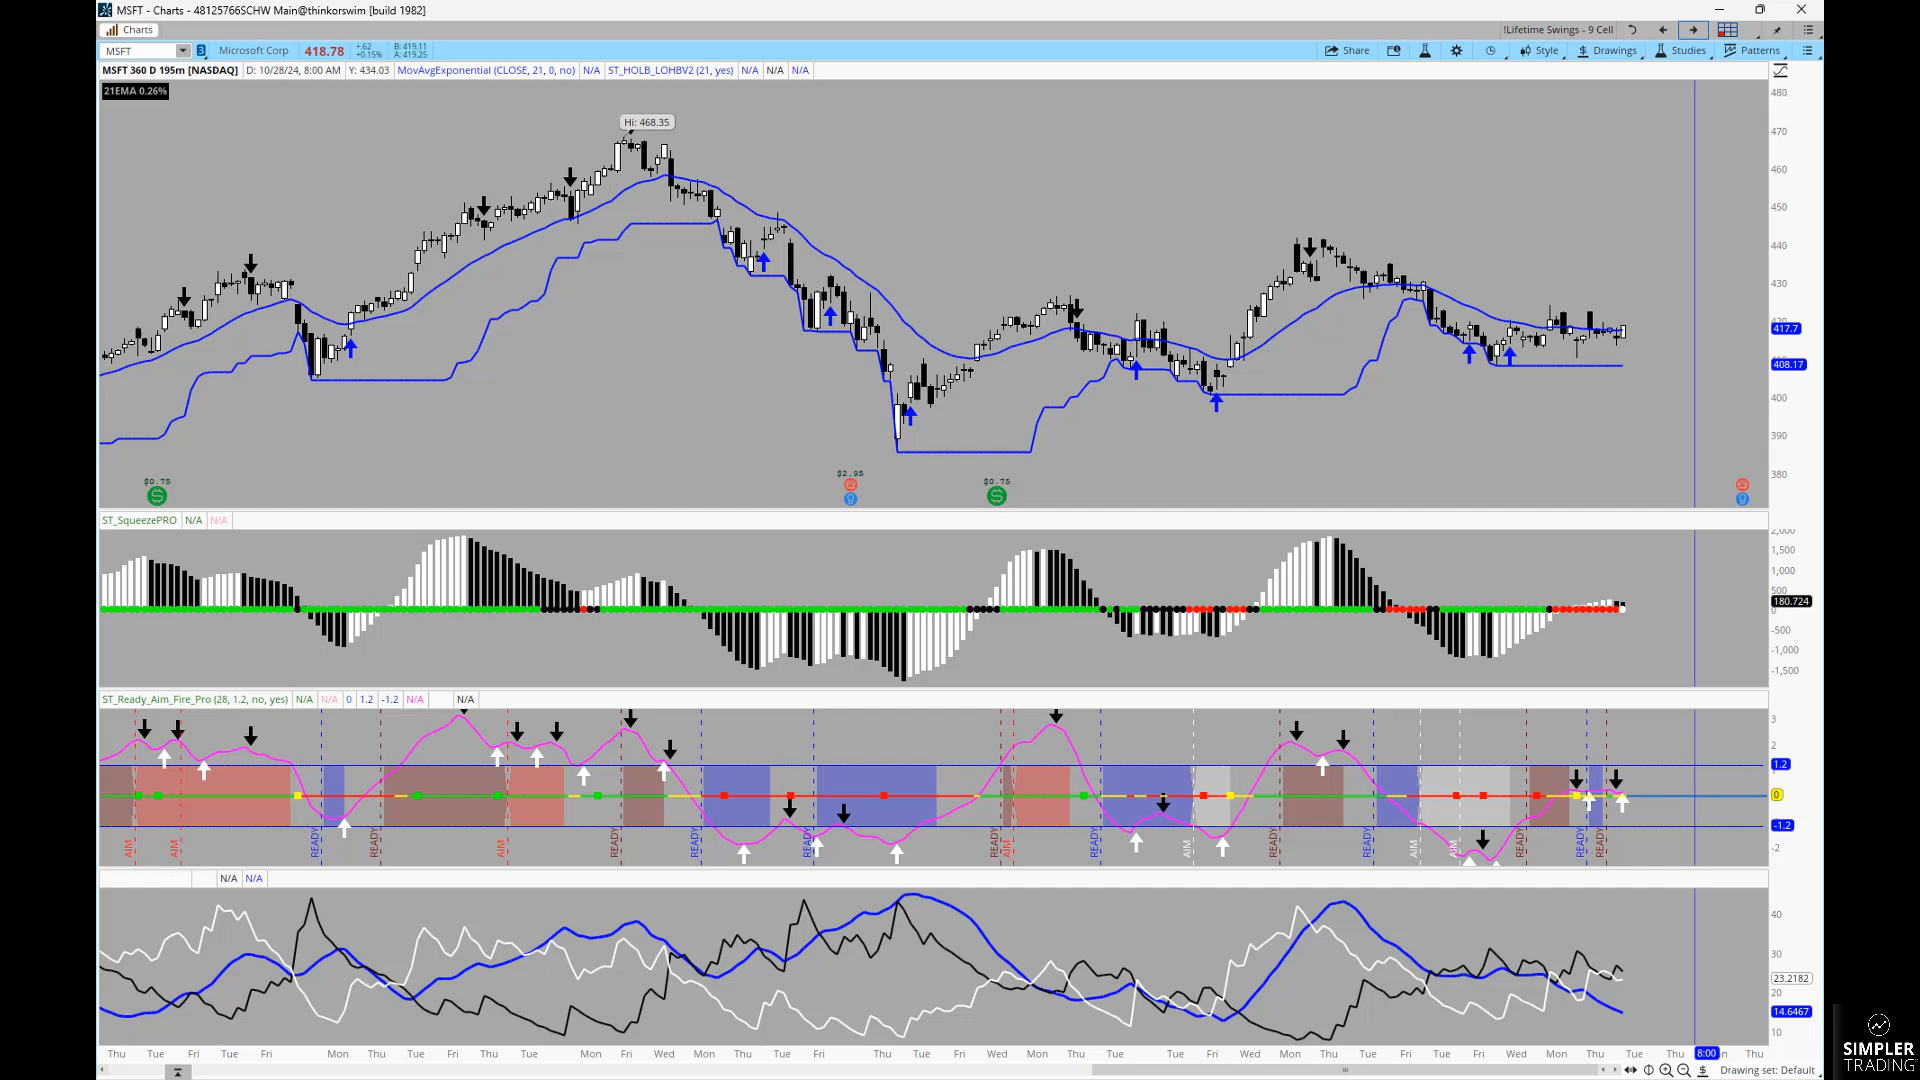 MSFT - Charts - 48125766SCHW Main@thinkorswim [build 1982]
Charts
!Lifetime Swings - 9 Cell
MSFT
3
Microsoft Corp
418.78
+.62
+0.15%
B: 419.11
A: 419.25
Share
Style
Drawings
Studies
Patterns
MSFT 360 D 195m [NASDAQ]
D: 10/28/24, 8:00 AM
Y: 434.03
MovAvgExponential (CLOSE, 21, 0, no)
N/A
ST_HOLB_LOHBV2 (21, yes)
N/A
N/A
N/A
21EMA 0.26%
Hi: 468.35
480
470
460
450
440
430
417.7
408.17
400
390
380
$0.75
$2.95
$0.75
ST_SqueezePRO
N/A
N/A
1,500
1,000
500
180.724
0
-500
-1,000
-1,500
ST_Ready_Aim_Fire_Pro (28, 1.2, no, yes)
N/A
N/A
0
1.2
-1.2
N/A
N/A
3
2
1.2
0
-1.2
-2
AIM
AIM
READY
READY
AIM
READY
READY
READY
READY
AIM
READY
AIM
READY
READY
AIM
AIM
READY
READY
READY
N/A
N/A
40
30
23.2182
20
14.6467
10
Thu Tue Fri Tue Fri Mon Thu Tue Fri Thu Tue Mon Fri Wed Mon Thu Tue Fri Thu Tue Fri Wed Mon Thu Tue Tue Fri Wed Mon Thu Tue Fri Tue Fri Wed Mon Thu Tue Thu 8:00 Thu
Drawing set: Default
SIMPLER
TRADING